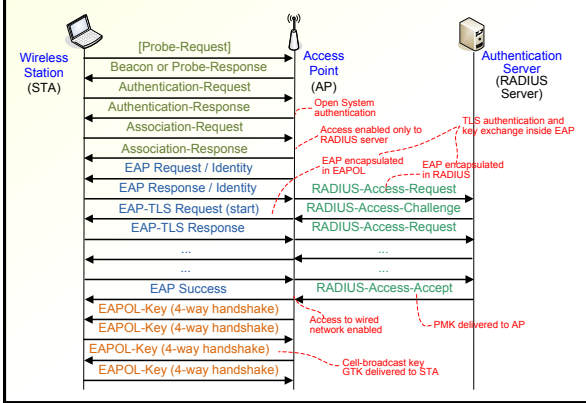 [Probe-Request]
Wireless
Station
(STA)
Access
Point
(AP)
Authentication
Server
(RADIUS
Server)
Beacon or Probe-Response
Authentication-Request
Authentication-Response
Open System
authentication
TLS authentication and
key exchange inside EAP
Association-Request
Access enabled only to
RADIUS server
Association-Response
EAP encapsulated
in EAPOL
EAP encapsulated
in RADIUS
EAP Request / Identity
EAP Response / Identity
RADIUS-Access-Request
EAP-TLS Request (start)
RADIUS-Access-Challenge
EAP-TLS Response
RADIUS-Access-Request
...
...
...
...
EAP Success
RADIUS-Access-Accept
EAPOL-Key (4-way handshake)
Access to wired
network enabled
PMK delivered to AP
EAPOL-Key (4-way handshake)
EAPOL-Key (4-way handshake)
Cell-broadcast key
GTK delivered to STA
EAPOL-Key (4-way handshake)